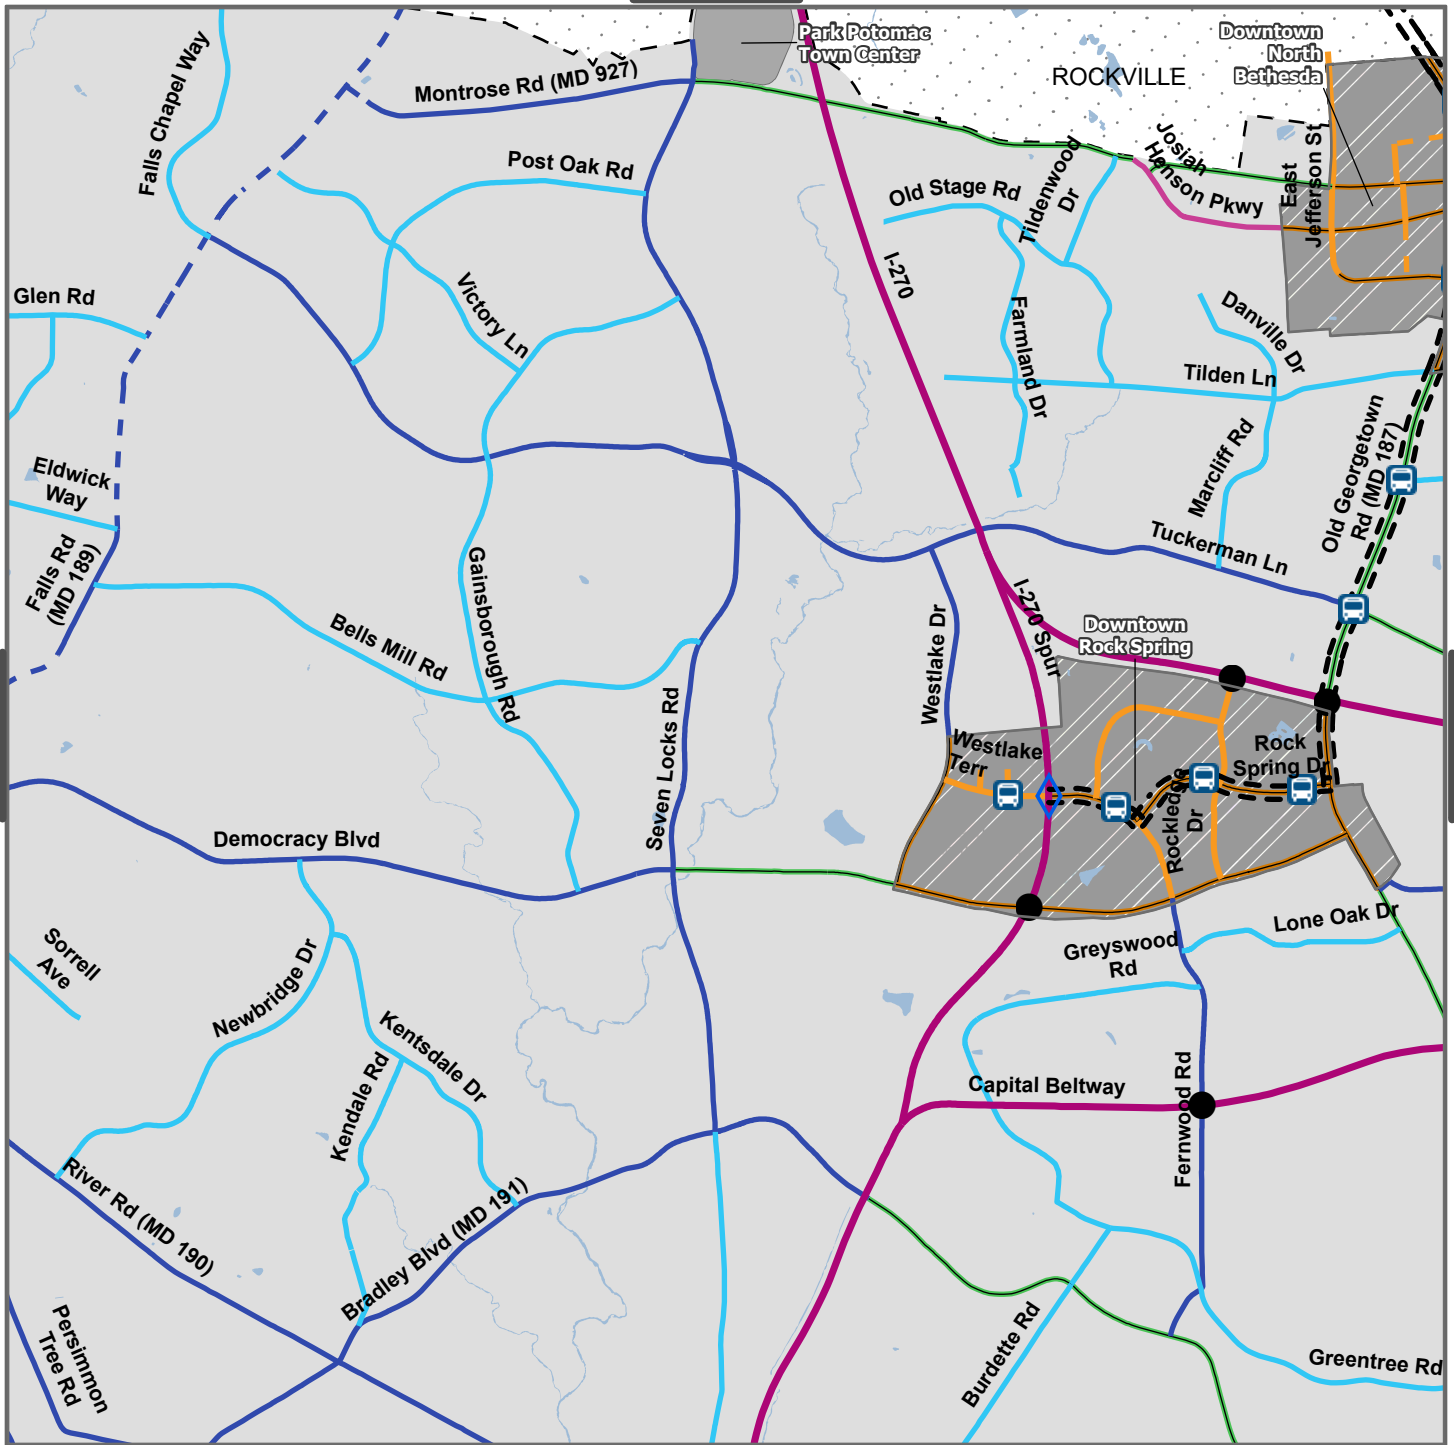 Park Potomac
Town Center
Downtown
North
Bethesda
ROCKVILLE
Falls Chapel Way
Montrose Rd (MD 927)
Post Oak Rd
Old Stage Rd
Tildenwood
Dr
Josiah
Henson Pkwy
East
Jefferson St
I-270
Glen Rd
Victory Ln
Farmland Dr
Danville Dr
Tilden Ln
Marcliff Rd
Old Georgetown
Rd (MD 187)
Eldwick
Way
Falls Rd
(MD 189)
Tuckerman Ln
Gainsborough Rd
Bells Mill Rd
I-270 Spur
Westlake Dr
Downtown
Rock Spring
Seven Locks Rd
Westlake
Terr
Rock
Spring Dr
Rockledge
Dr
Democracy Blvd
Lone Oak Dr
Greyswood
Rd
Sorrell
Ave
Newbridge Dr
Kentsdale Dr
Kendale Rd
Capital Beltway
Fernwood Rd
River Rd (MD 190)
Bradley Blvd (MD 191)
Persimmon
Tree Rd
Burdette Rd
Greentree Rd